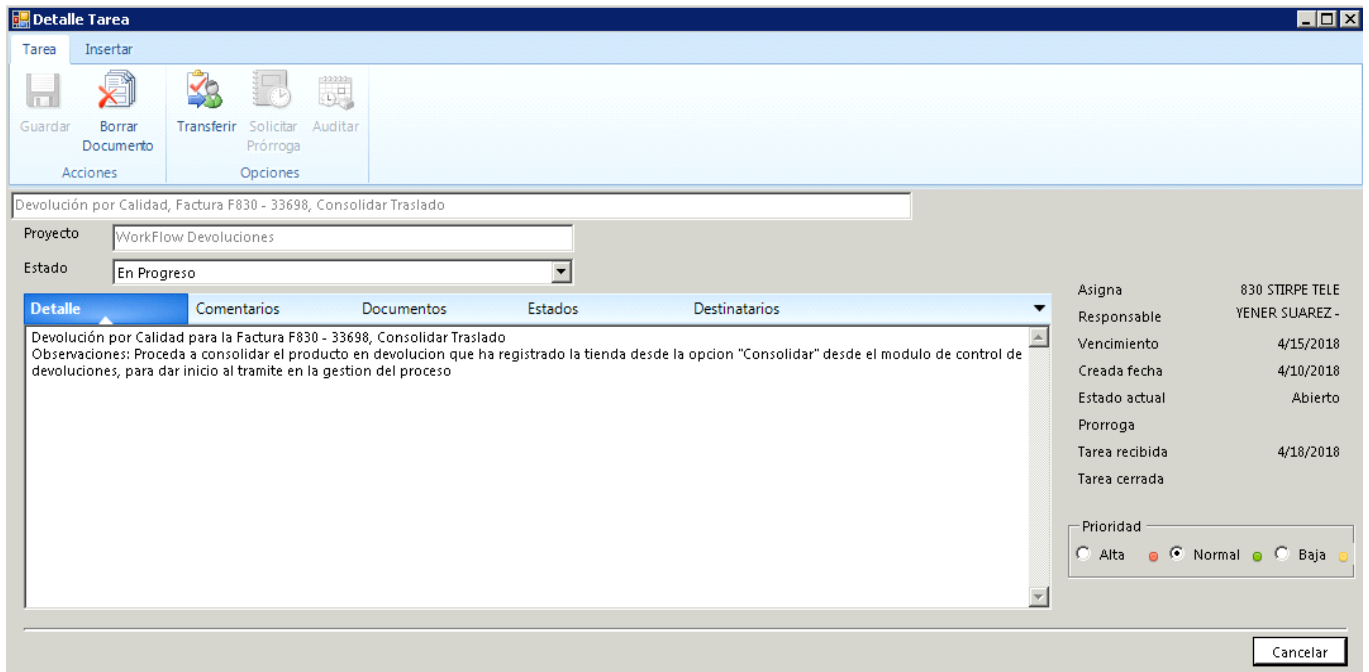 Detalle Tarea
Tarea Insertar
Guardar Borrar Documento Transferir Solicitar Prórroga Auditar
Acciones Opciones
Devolución por Calidad, Factura F830 - 33698, Consolidar Traslado
Proyecto WorkFlow Devoluciones
Estado En Progreso
Detalle Comentarios Documentos Estados Destinatarios
Devolución por Calidad para la Factura F830 - 33698, Consolidar Traslado
Observaciones: Proceda a consolidar el producto en devolucion que ha registrado la tienda desde la opcion "Consolidar" desde el modulo de control de
devoluciones, para dar inicio al tramite en la gestion del proceso
Asigna 830 STIRPE TELE
Responsable YENER SUAREZ -
Vencimiento 4/15/2018
Creada fecha 4/10/2018
Estado actual Abierto
Prorroga
Tarea recibida 4/18/2018
Tarea cerrada
Prioridad
Alta Normal Baja
Cancelar